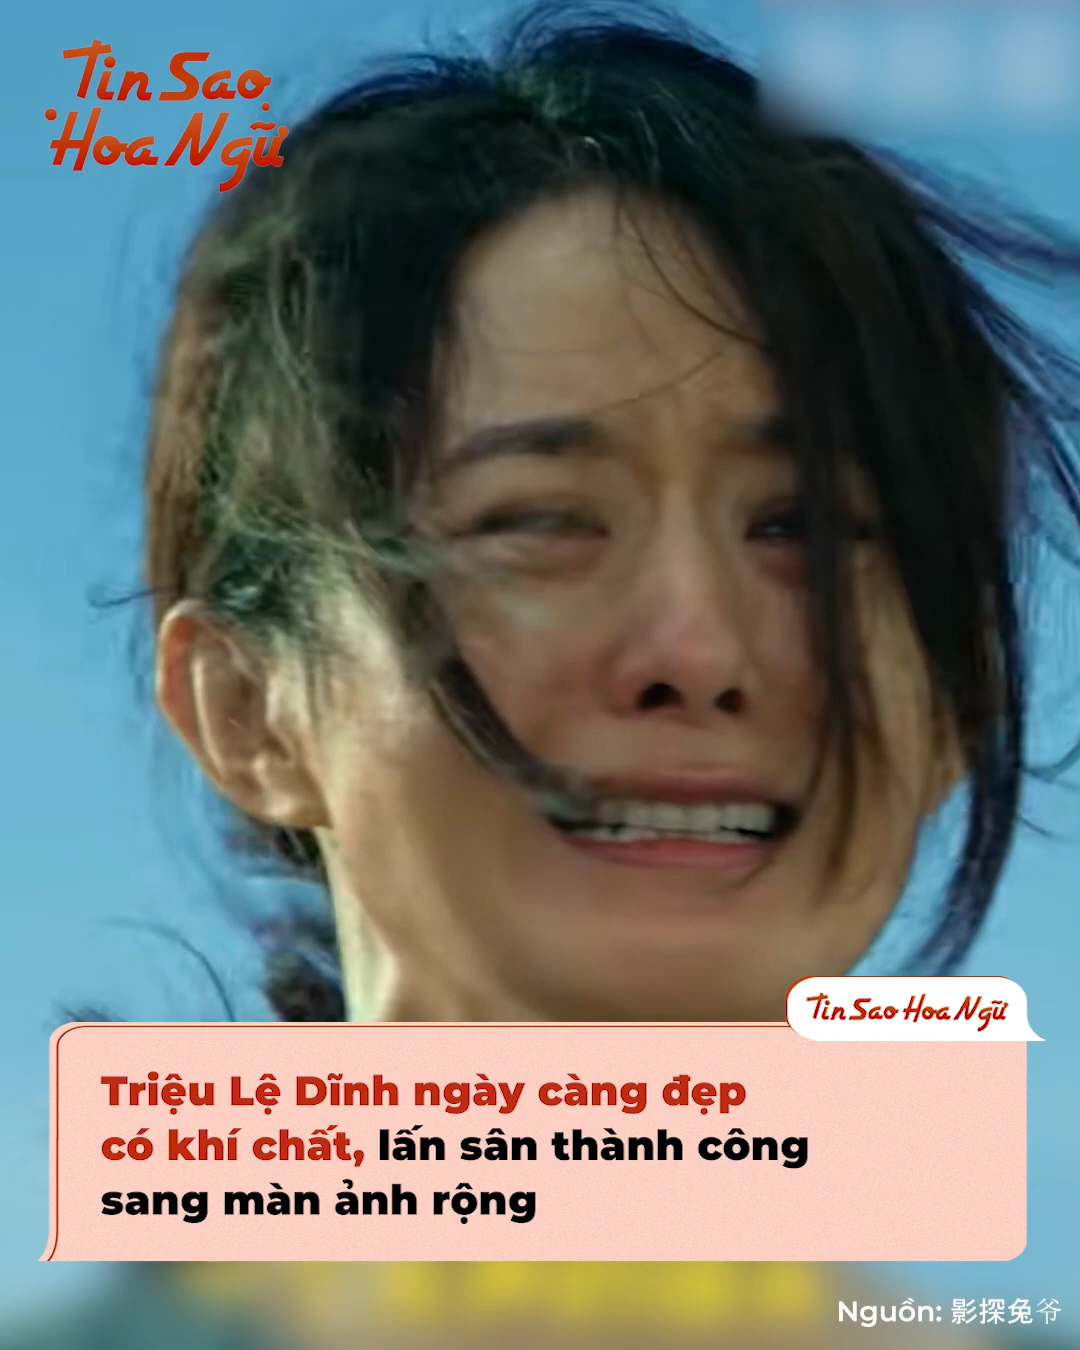 Tin Sao
Hoa Ngữ
Tin Sao Hoa Ngữ
Triệu Lệ Dĩnh ngày càng đẹp
có khí chất, lấn sân thành công
sang màn ảnh rộng
Nguồn: 影探兔爷